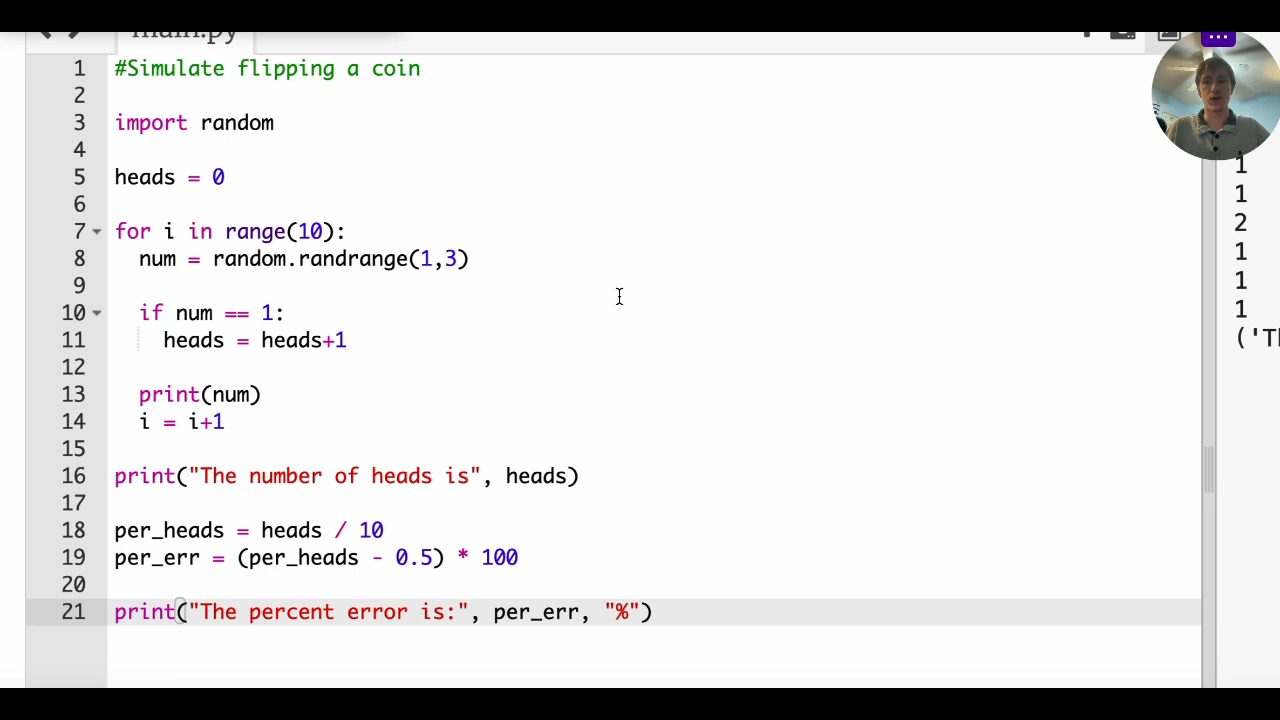 main.py
1 #Simulate flipping a coin
2
3 import random
4
5 heads = 0
6
7 for i in range(10):
8 num = random.randrange(1,3)
9
10 if num == 1:
11 heads = heads+1
12
13 print(num)
14 i = i+1
15
16 print("The number of heads is", heads)
17
18 per_heads = heads / 10
19 per_err = (per_heads - 0.5) * 100
20
21 print("The percent error is:", per_err, "%")
1
1
2
1
1
1
('Th